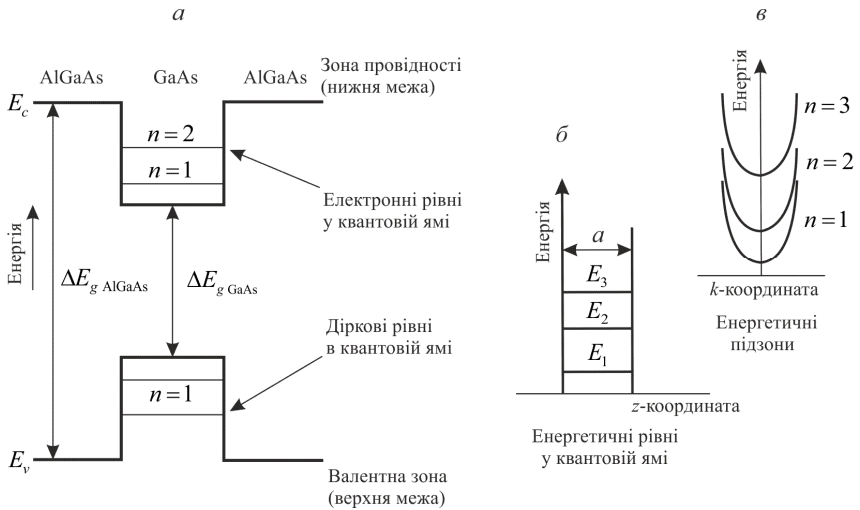 а
AlGaAs
GaAs
AlGaAs
Зона провідності
(нижня межа)
E_c
n = 2
n = 1
Електронні рівні
у квантовій ямі
Енергія
ΔE_g AlGaAs
ΔE_g GaAs
Діркові рівні
в квантовій ямі
n = 1
E_v
Валентна зона
(верхня межа)
б
Енергія
a
E_3
E_2
E_1
z-координата
Енергетичні рівні
у квантовій ямі
в
Енергія
n = 3
n = 2
n = 1
k-координата
Енергетичні
підзони